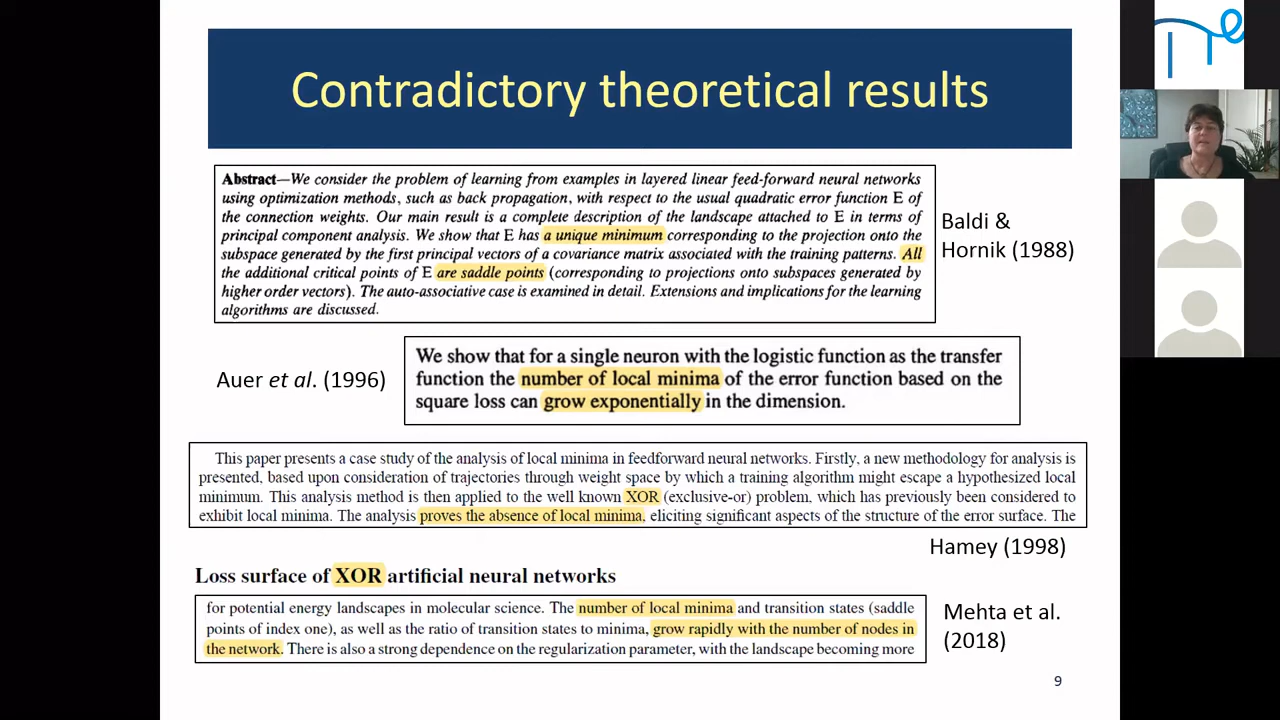 Contradictory theoretical results
Abstract—We consider the problem of learning from examples in layered linear feed-forward neural networks
using optimization methods, such as back propagation, with respect to the usual quadratic error function E of
the connection weights. Our main result is a complete description of the landscape attached to E in terms of
principal component analysis. We show that E has a unique minimum corresponding to the projection onto the
subspace generated by the first principal vectors of a covariance matrix associated with the training patterns. All
the additional critical points of E are saddle points (corresponding to projections onto subspaces generated by
higher order vectors). The auto-associative case is examined in detail. Extensions and implications for the learning
algorithms are discussed.
Baldi &
Hornik (1988)
Auer et al. (1996)
We show that for a single neuron with the logistic function as the transfer
function the number of local minima of the error function based on the
square loss can grow exponentially in the dimension.
This paper presents a case study of the analysis of local minima in feedforward neural networks. Firstly, a new methodology for analysis is
presented, based upon consideration of trajectories through weight space by which a training algorithm might escape a hypothesized local
minimum. This analysis method is then applied to the well known XOR (exclusive-or) problem, which has previously been considered to
exhibit local minima. The analysis proves the absence of local minima, eliciting significant aspects of the structure of the error surface. The
Hamey (1998)
Loss surface of XOR artificial neural networks
for potential energy landscapes in molecular science. The number of local minima and transition states (saddle
points of index one), as well as the ratio of transition states to minima, grow rapidly with the number of nodes in
the network. There is also a strong dependence on the regularization parameter, with the landscape becoming more
Mehta et al.
(2018)
9